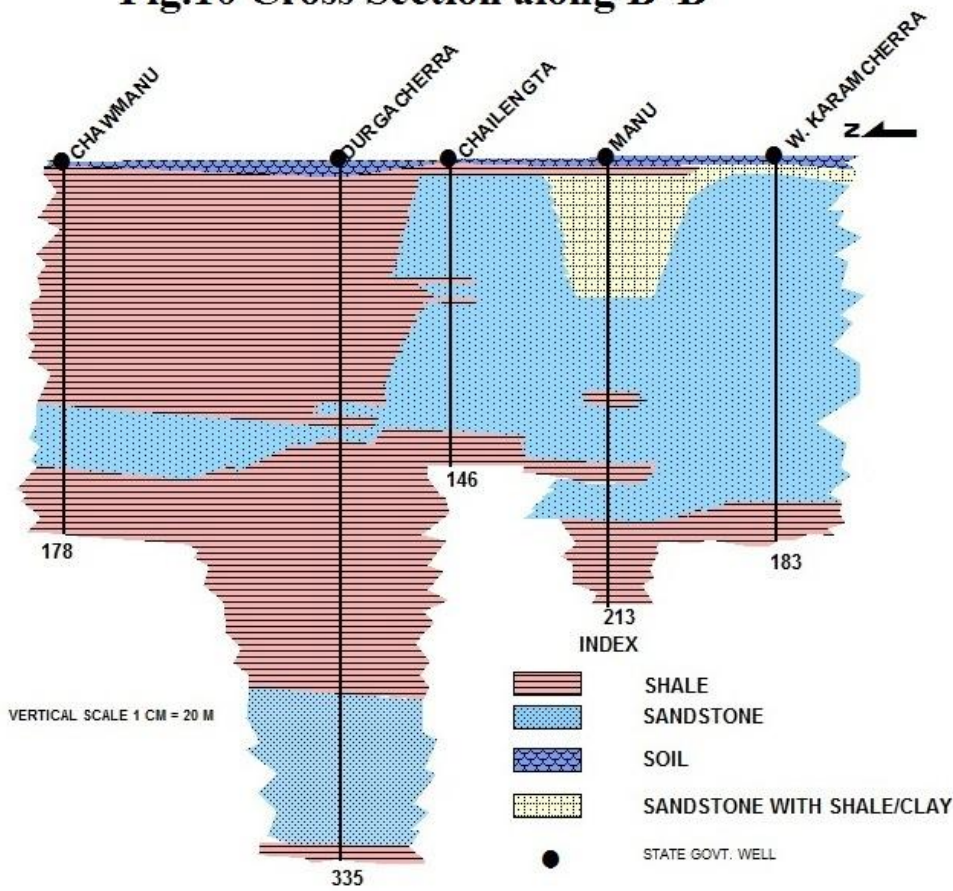 CHAWMANU
DURGACHERRA
CHAILENGTA
MANU
W. KARAMCHERRA
N
178
146
183
213
335
VERTICAL SCALE 1 CM = 20 M
INDEX
SHALE
SANDSTONE
SOIL
SANDSTONE WITH SHALE/CLAY
STATE GOVT. WELL